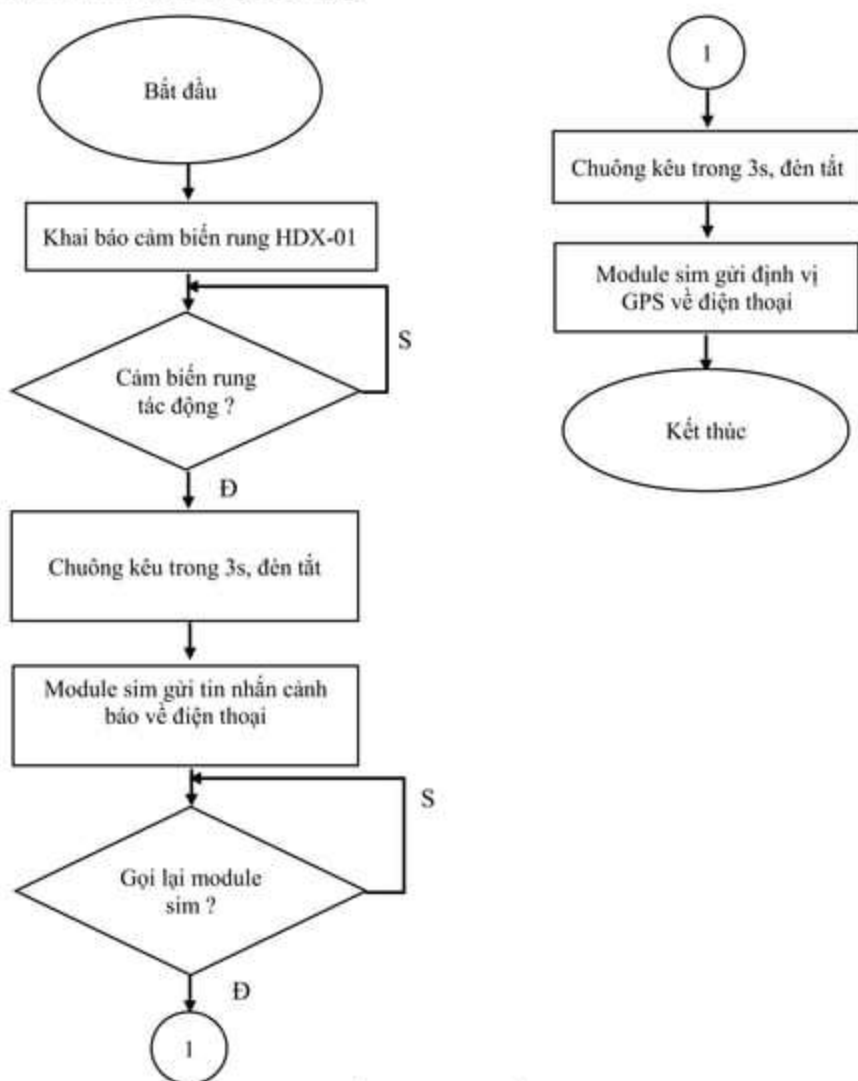 Bắt đầu
Khai báo cảm biến rung HDX-01
Cảm biến rung
tác động ?
S
Đ
Chuông kêu trong 3s, đèn tắt
Module sim gửi tin nhắn cảnh
báo về điện thoại
Gọi lại module
sim ?
S
Đ
1
1
Chuông kêu trong 3s, đèn tắt
Module sim gửi định vị
GPS về điện thoại
Kết thúc